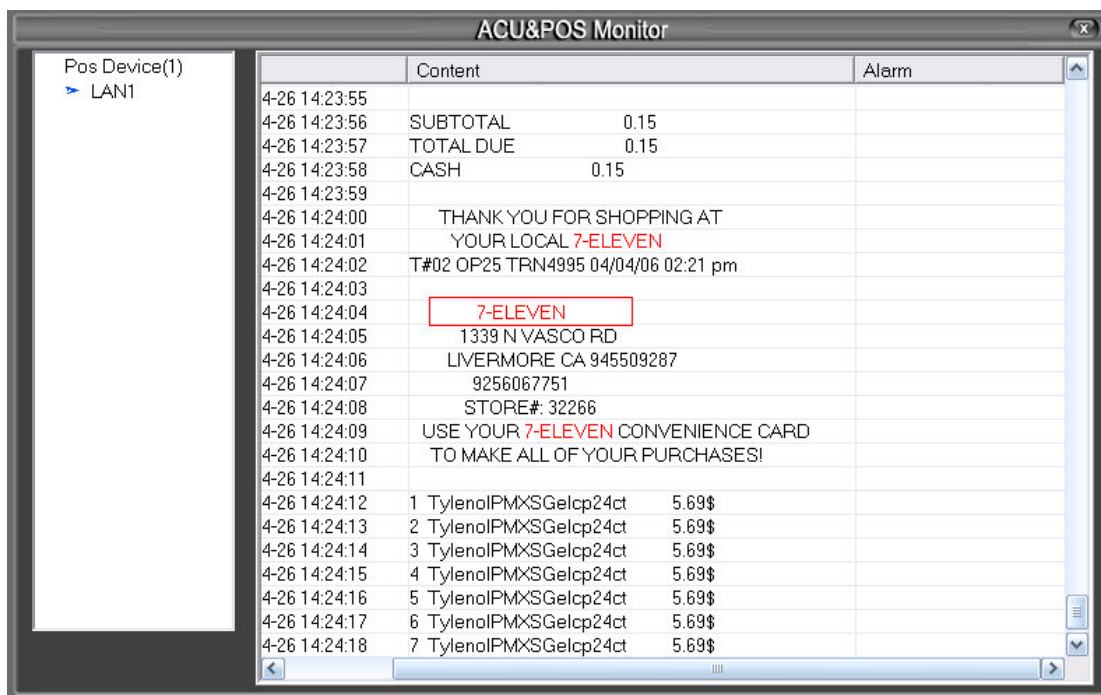 ACU&POS Monitor
Pos Device(1)
LAN1
Content Alarm
4-26 14:23:55
4-26 14:23:56 SUBTOTAL 0.15
4-26 14:23:57 TOTAL DUE 0.15
4-26 14:23:58 CASH 0.15
4-26 14:23:59
4-26 14:24:00 THANK YOU FOR SHOPPING AT
4-26 14:24:01 YOUR LOCAL 7-ELEVEN
4-26 14:24:02 T#02 OP25 TRN4995 04/04/06 02:21 pm
4-26 14:24:03
4-26 14:24:04 7-ELEVEN
4-26 14:24:05 1339 N VASCO RD
4-26 14:24:06 LIVERMORE CA 945509287
4-26 14:24:07 9256067751
4-26 14:24:08 STORE#: 32266
4-26 14:24:09 USE YOUR 7-ELEVEN CONVENIENCE CARD
4-26 14:24:10 TO MAKE ALL OF YOUR PURCHASES!
4-26 14:24:11
4-26 14:24:12 1 TylenolPMXSGelcp24ct 5.69$
4-26 14:24:13 2 TylenolPMXSGelcp24ct 5.69$
4-26 14:24:14 3 TylenolPMXSGelcp24ct 5.69$
4-26 14:24:15 4 TylenolPMXSGelcp24ct 5.69$
4-26 14:24:16 5 TylenolPMXSGelcp24ct 5.69$
4-26 14:24:17 6 TylenolPMXSGelcp24ct 5.69$
4-26 14:24:18 7 TylenolPMXSGelcp24ct 5.69$